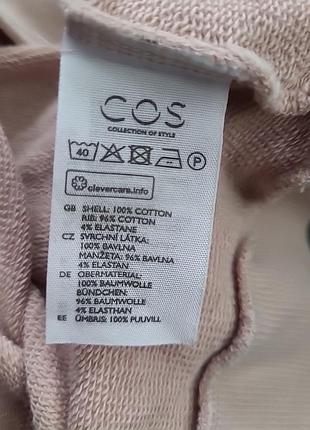 COS
COLLECTION OF STYLE
40 P
clevercare.info
GB SHELL: 100% COTTON
RIB: 96% COTTON
4% ELASTANE
CZ SVRCHNÍ LÁTKA:
100% BAVLNA
MANŽETA: 96% BAVLNA
4% ELASTAN
DE OBERMATERIAL:
100% BAUMWOLLE
BÜNDCHEN:
96% BAUMWOLLE
4% ELASTHAN
EE ÜMBRIS: 100% PUUVILL